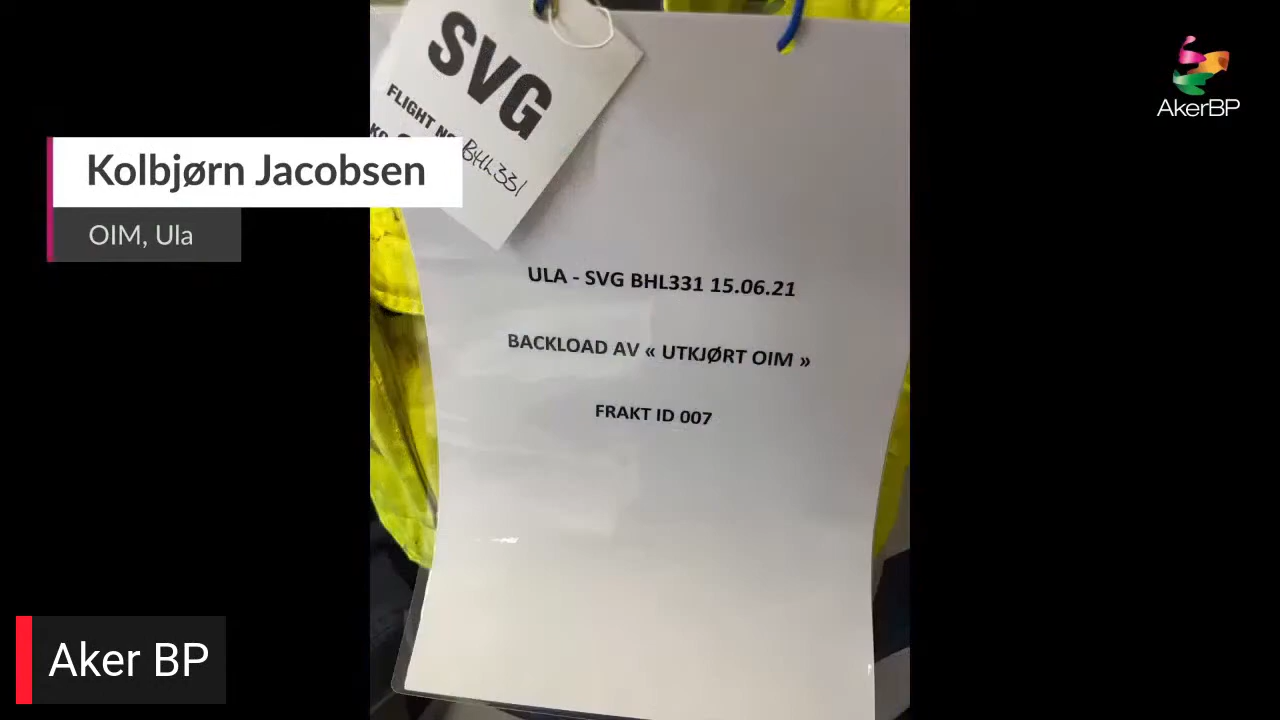 SVG
FLIGHT NO
BHL331
Kolbjørn Jacobsen
OIM, Ula
AkerBP
ULA - SVG BHL331 15.06.21
BACKLOAD AV « UTKJØRT OIM »
FRAKT ID 007
Aker BP